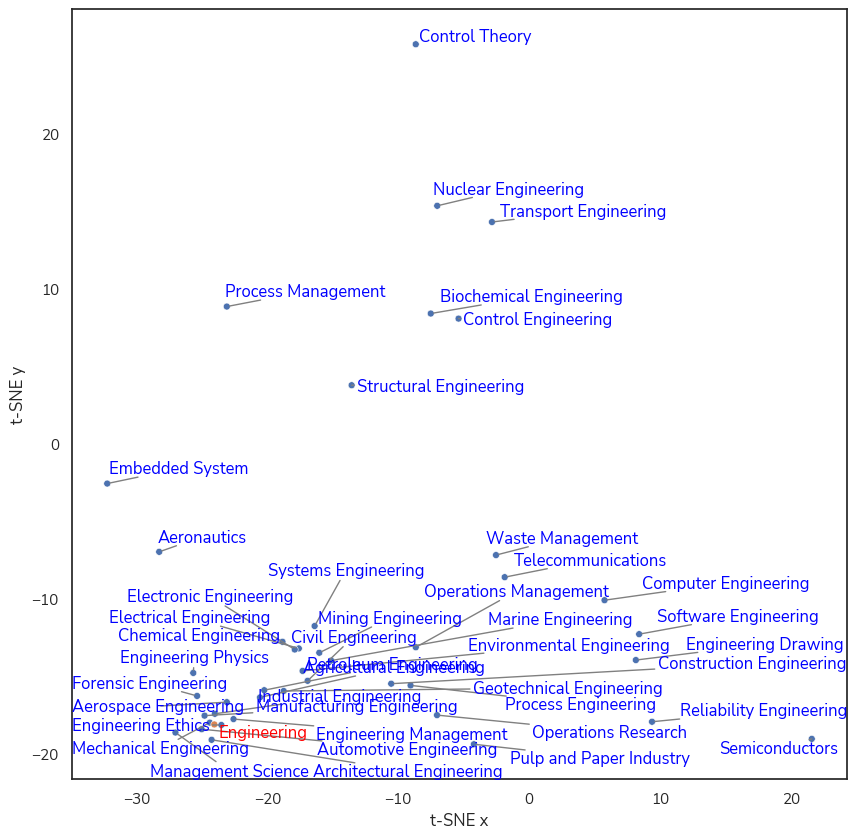 Control Theory
20
Nuclear Engineering
Transport Engineering
10
Process Management
Biochemical Engineering
Control Engineering
Structural Engineering
t-SNE y
0
Embedded System
Aeronautics
Waste Management
Telecommunications
Systems Engineering
Computer Engineering
Operations Management
−10
Electronic Engineering
Electrical Engineering
Mining Engineering
Marine Engineering
Software Engineering
Chemical Engineering
Civil Engineering
Environmental Engineering
Engineering Drawing
Engineering Physics
Petroleum Engineering
Agricultural Engineering
Construction Engineering
Forensic Engineering
Geotechnical Engineering
Industrial Engineering
Process Engineering
Aerospace Engineering
Manufacturing Engineering
Reliability Engineering
Engineering Ethics
Engineering
Engineering Management
Operations Research
Mechanical Engineering
Automotive Engineering
Semiconductors
−20
Pulp and Paper Industry
Management Science
Architectural Engineering
−30
−20
−10
0
10
20
t-SNE x